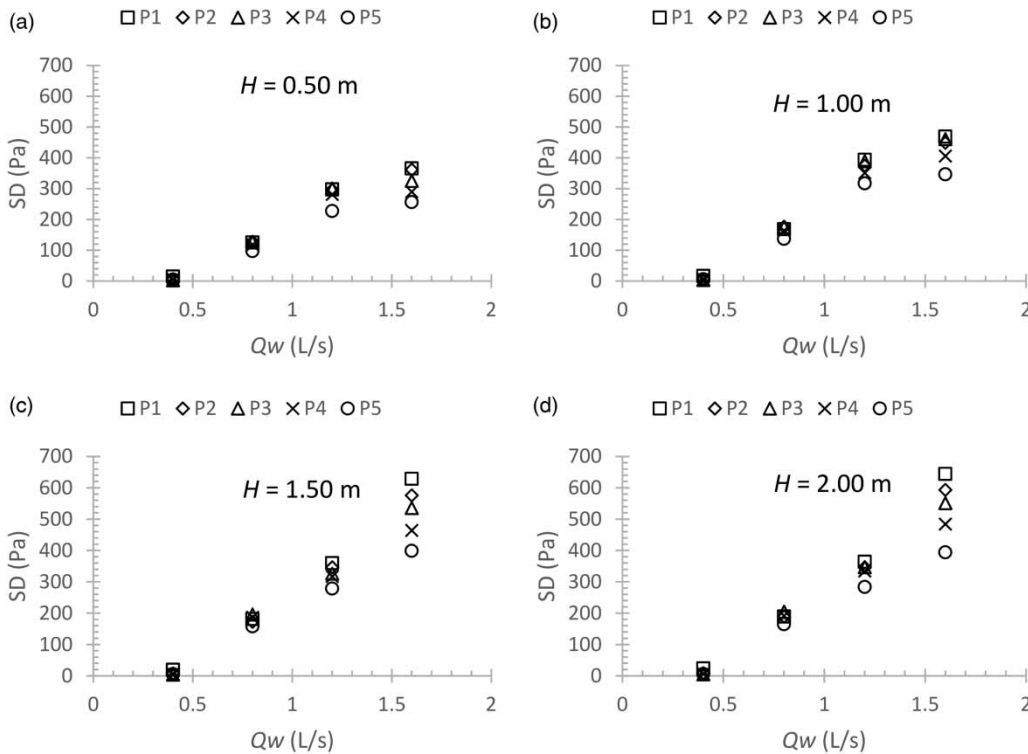 (a) □ P1 ◇ P2 △ P3 × P4 ○ P5
H = 0.50 m
SD (Pa)
700
600
500
400
300
200
100
0
0 0.5 1 1.5 2
Qw (L/s)
(b) □ P1 ◇ P2 △ P3 × P4 ○ P5
H = 1.00 m
SD (Pa)
700
600
500
400
300
200
100
0
0 0.5 1 1.5 2
Qw (L/s)
(c) □ P1 ◇ P2 △ P3 × P4 ○ P5
H = 1.50 m
SD (Pa)
700
600
500
400
300
200
100
0
0 0.5 1 1.5 2
Qw (L/s)
(d) □ P1 ◇ P2 △ P3 × P4 ○ P5
H = 2.00 m
SD (Pa)
700
600
500
400
300
200
100
0
0 0.5 1 1.5 2
Qw (L/s)